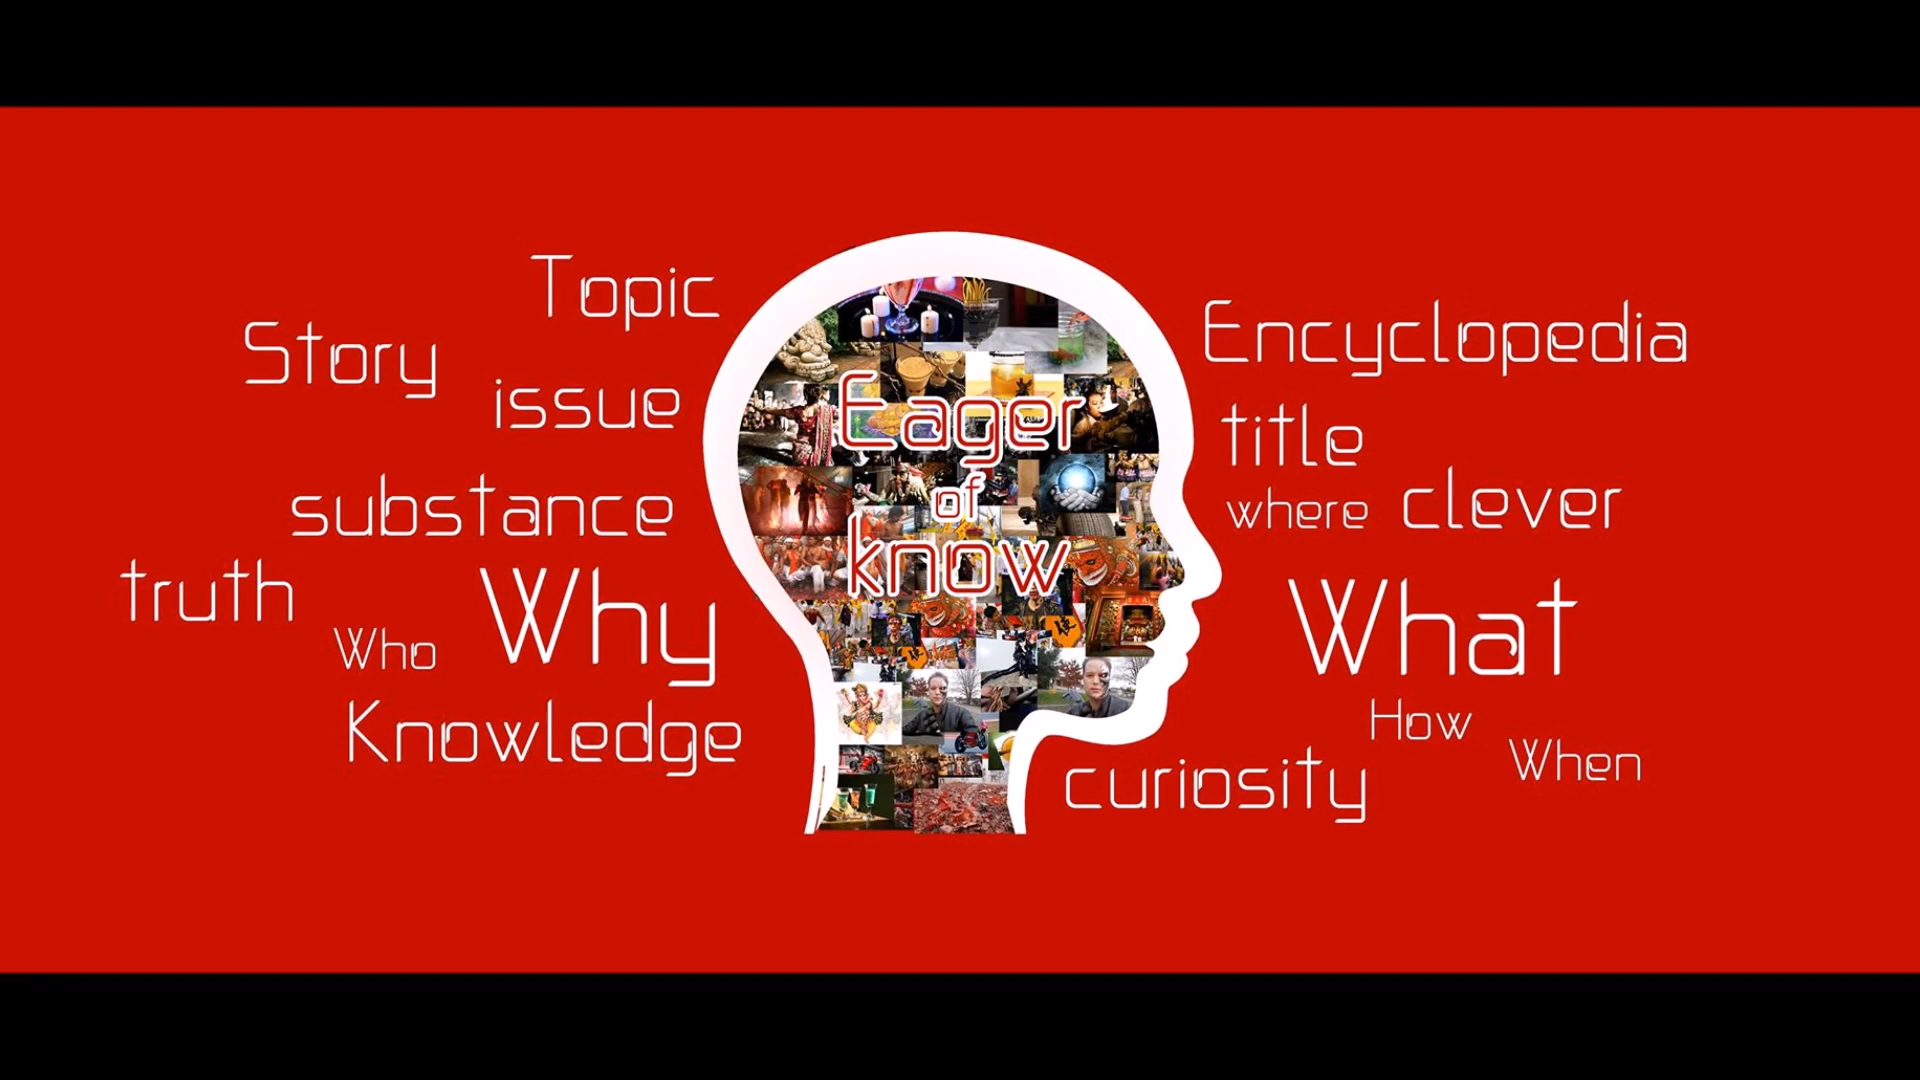 Topic
Story
issue
substance
truth
Why
Who
Knowledge
Eager
of
know
Encyclopedia
title
where
clever
What
How
When
curiosity